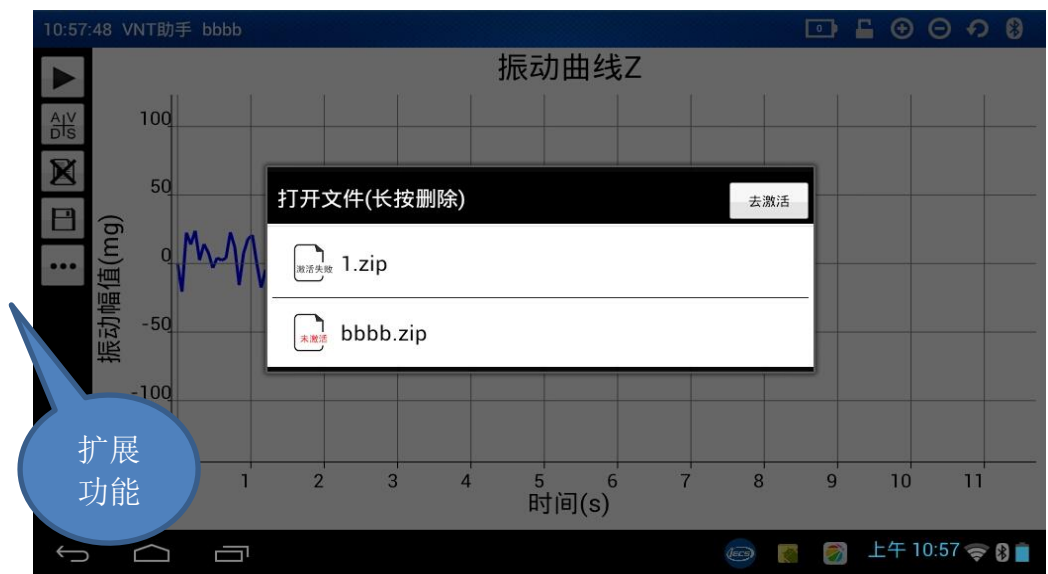 10:57:48 VNT助手 bbbb
0
振动曲线Z
A V
D S
100
50
0
-50
-100
振动幅值(mg)
打开文件(长按删除)
去激活
激活失败 1.zip
未激活 bbbb.zip
扩展
功能
1 2 3 4 5 6 7 8 9 10 11
时间(s)
上午 10:57